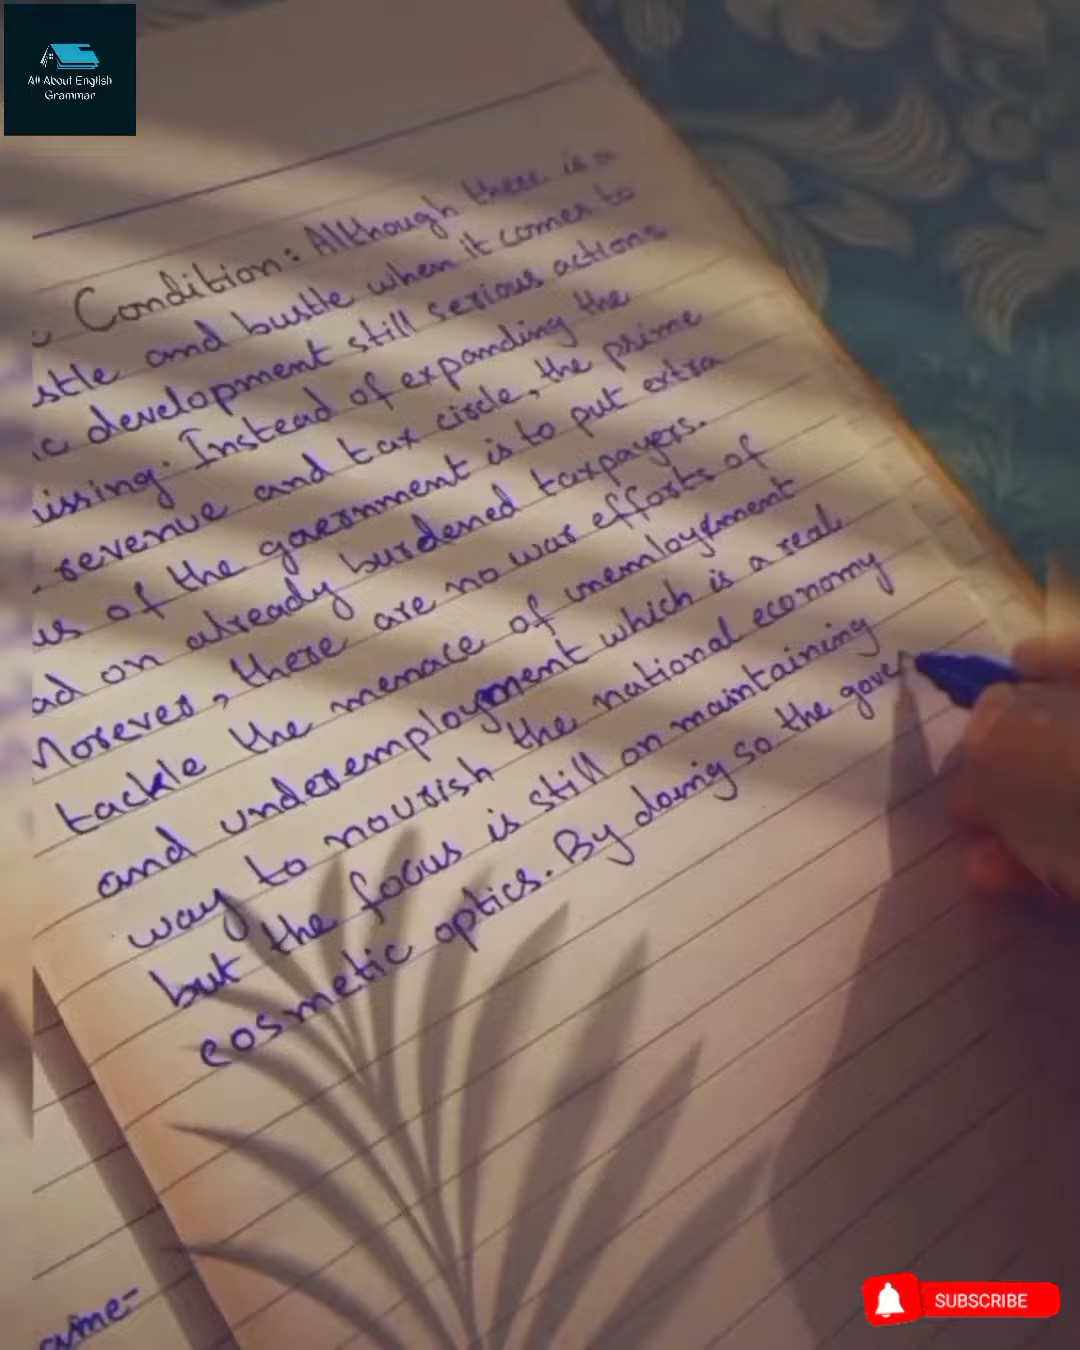 All About English
Grammar
Condition: Although there is a
stle and bustle when it comes to
ic development still serious actions
issing. Instead of expanding the
revenue and tax circle, the prime
us of the government is to put extra
ad on already burdened taxpayers.
Moreover, there are no war efforts of
tackle the menace of unemloyement
and underemployment which is a real
way to nourish the national economy
but the focus is still on maintaining
cosmetic optics. By doing so the gove
SUBSCRIBE